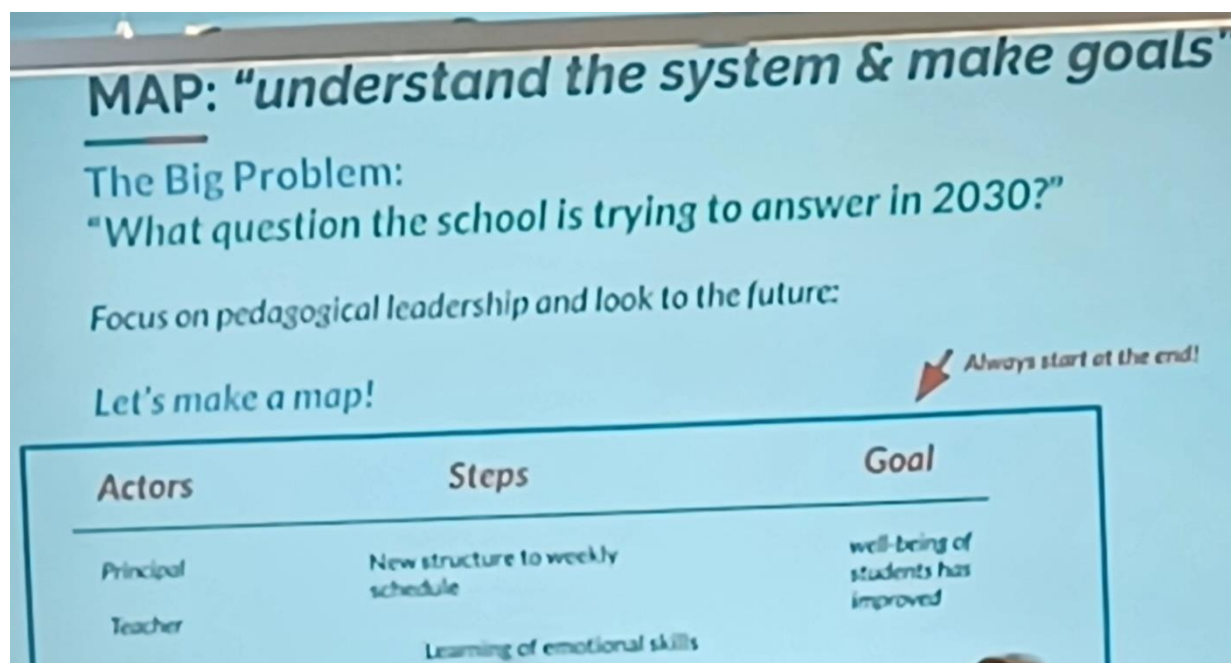 MAP: “understand the system & make goals”
The Big Problem:
“What question the school is trying to answer in 2030?”
Focus on pedagogical leadership and look to the future:
Always start at the end!
Let's make a map!
Actors Steps Goal
Principal
New structure to weekly
schedule
well-being of
students has
improved
Teacher
Learning of emotional skills